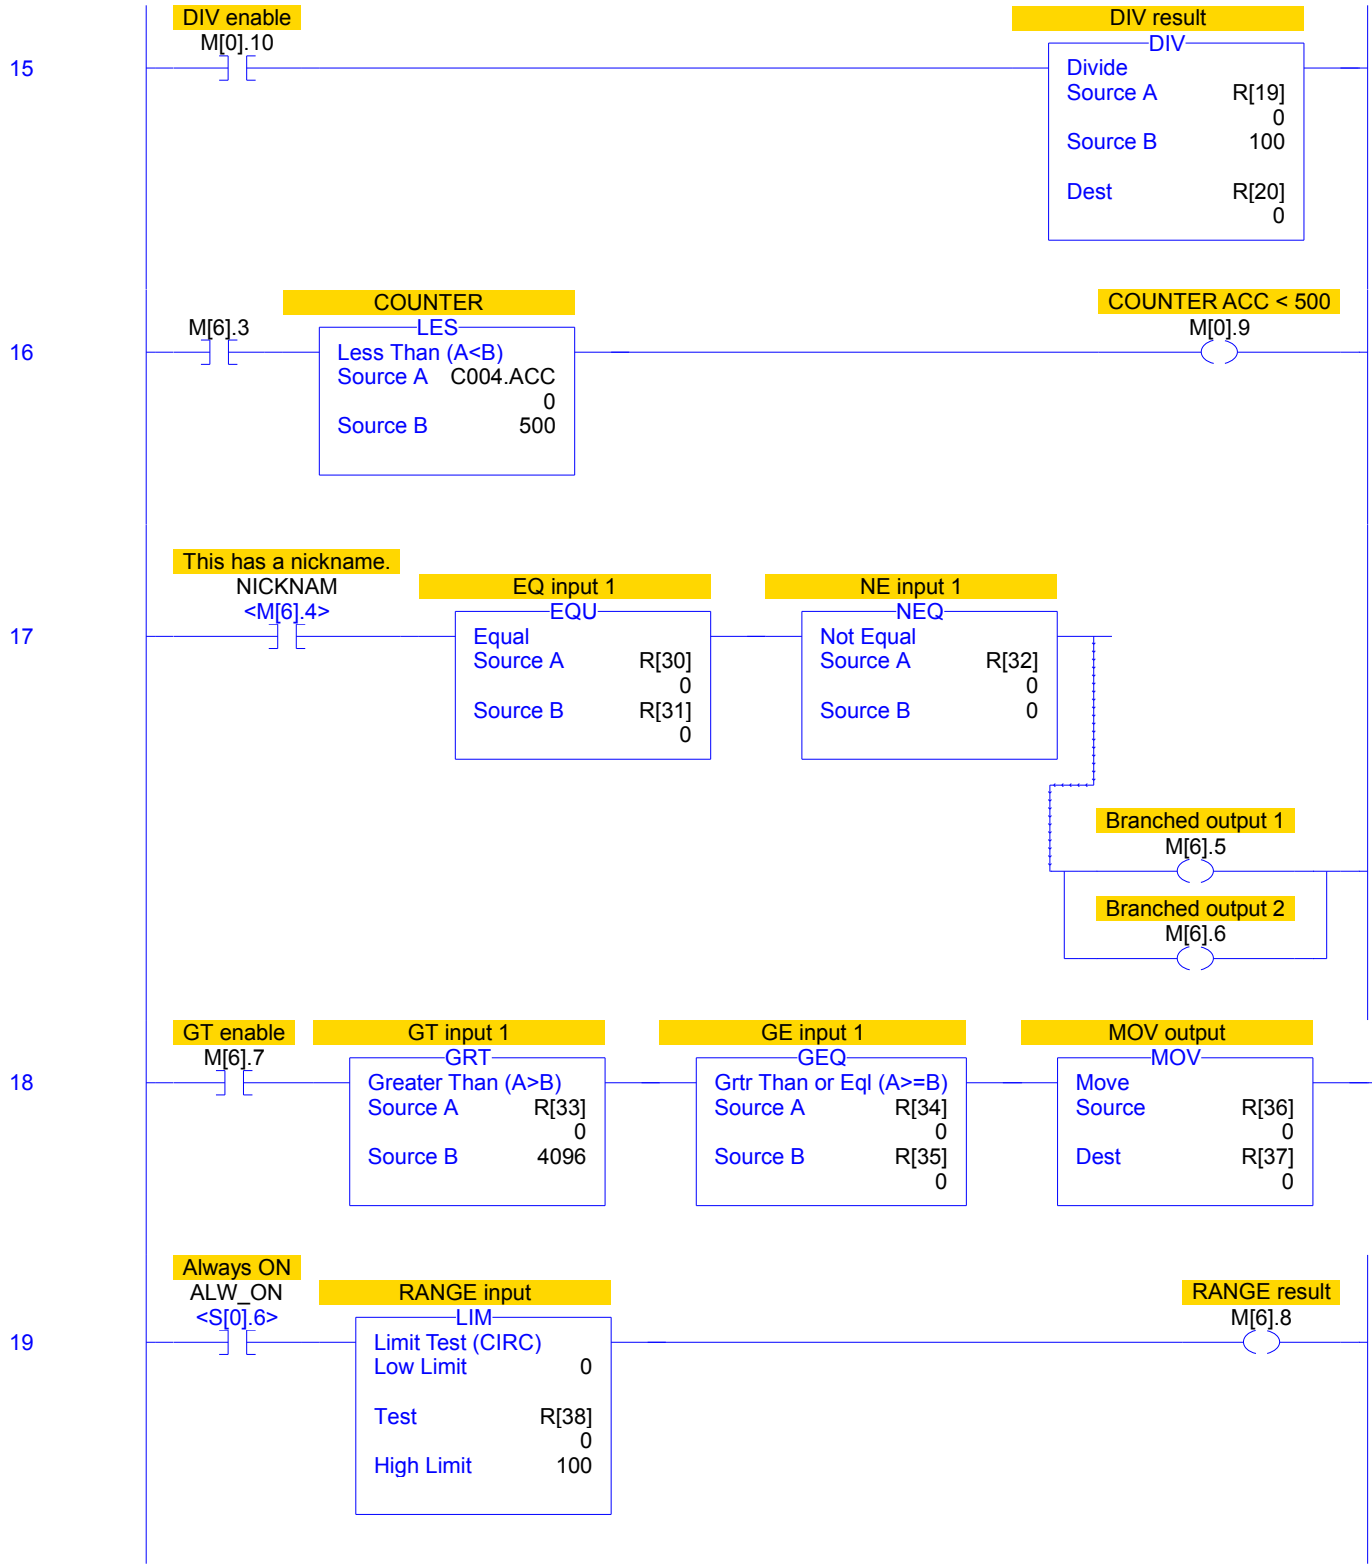 DIV enable
M[0].10
DIV result
DIV
15
Divide
Source A R[19]
0
Source B 100
Dest R[20]
0
COUNTER
COUNTER ACC < 500
M[6].3
LES
M[0].9
16
Less Than (A<B)
Source A C004.ACC
0
Source B 500
This has a nickname.
NICKNAM
EQ input 1
NE input 1
<M[6].4>
EQU
NEQ
17
Equal
Source A R[30]
0
Source B R[31]
0
Not Equal
Source A R[32]
0
Source B 0
Branched output 1
M[6].5
Branched output 2
M[6].6
GT enable
GT input 1
GE input 1
MOV output
M[6].7
GRT
GEQ
MOV
18
Greater Than (A>B)
Source A R[33]
0
Source B 4096
Grtr Than or Eql (A>=B)
Source A R[34]
0
Source B R[35]
0
Move
Source R[36]
0
Dest R[37]
0
Always ON
ALW_ON
RANGE input
RANGE result
<S[0].6>
LIM
M[6].8
19
Limit Test (CIRC)
Low Limit 0
Test R[38]
0
High Limit 100